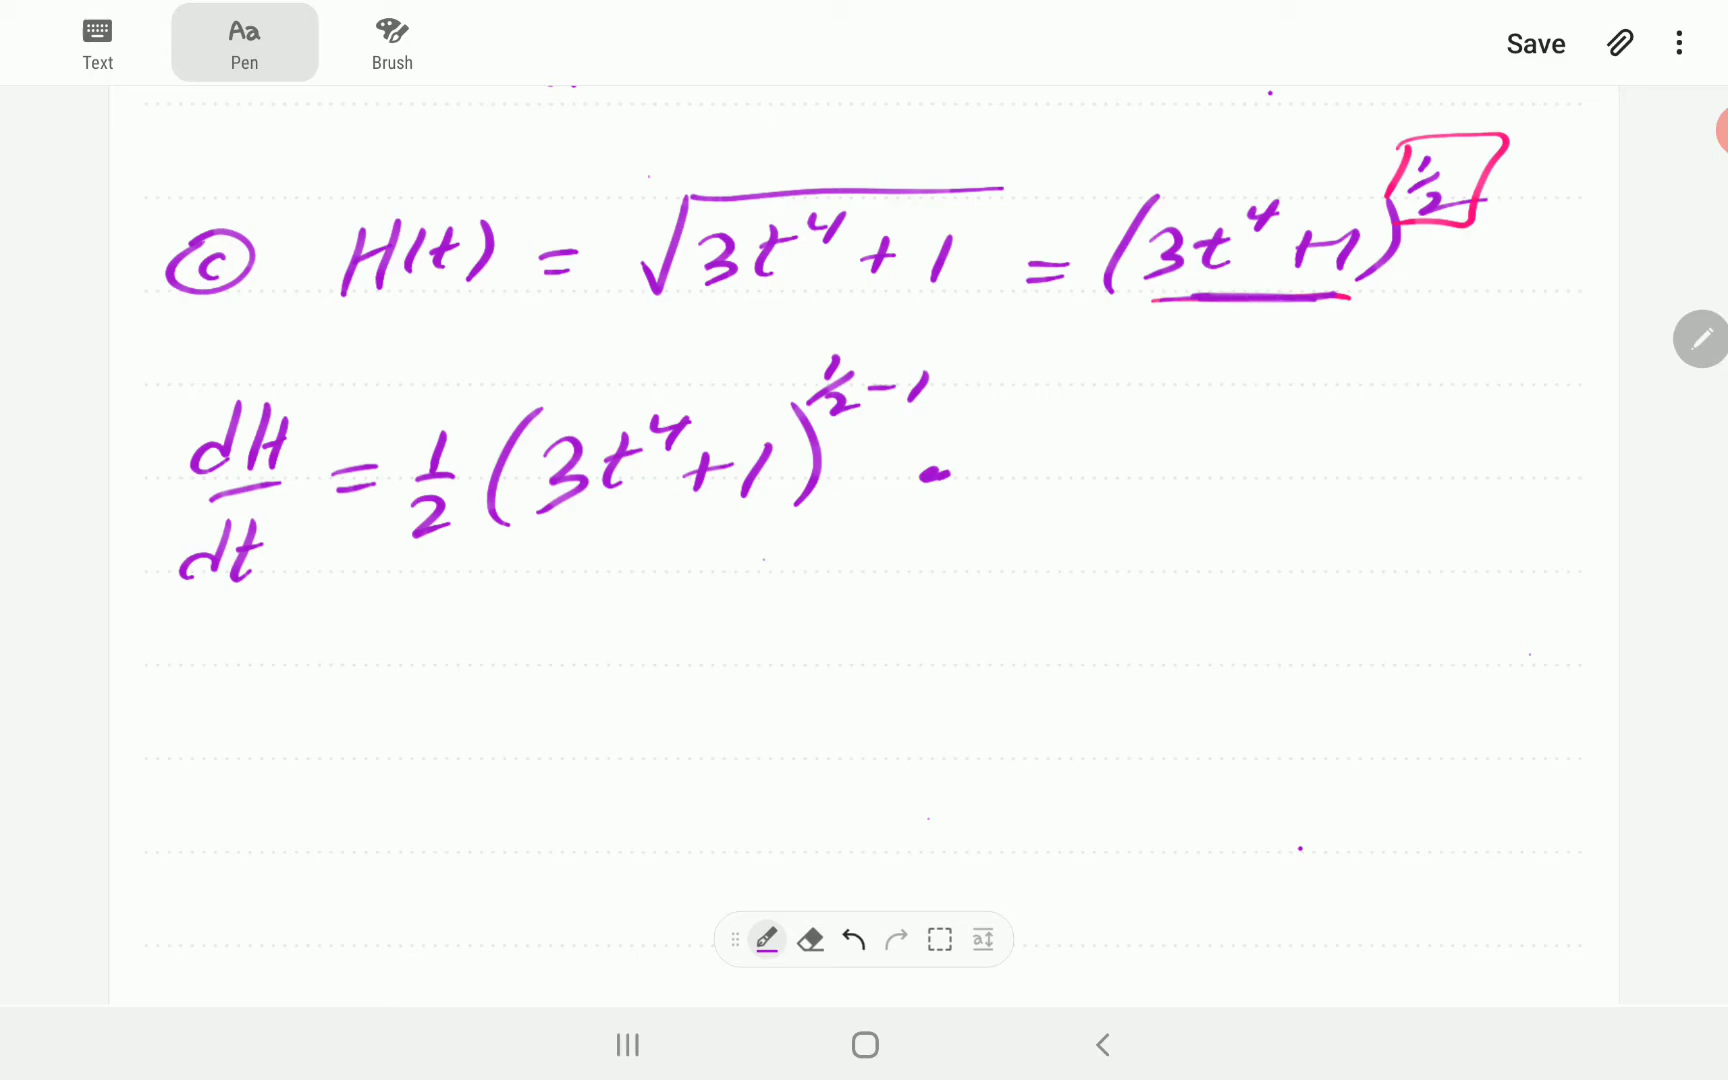 Text Aa Pen Brush Save
ⓒ H(t) = √(3t⁴ + 1) = (3t⁴ + 1)^(1/2)
dH/dt = 1/2 (3t⁴ + 1)^(1/2 − 1) ·